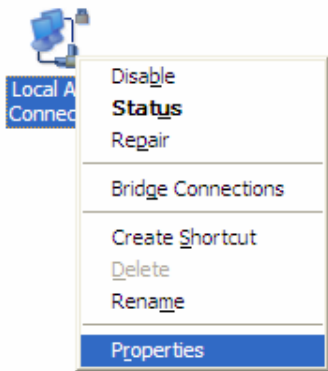 Local A
Connec
Disable
Status
Repair
Bridge Connections
Create Shortcut
Delete
Rename
Properties